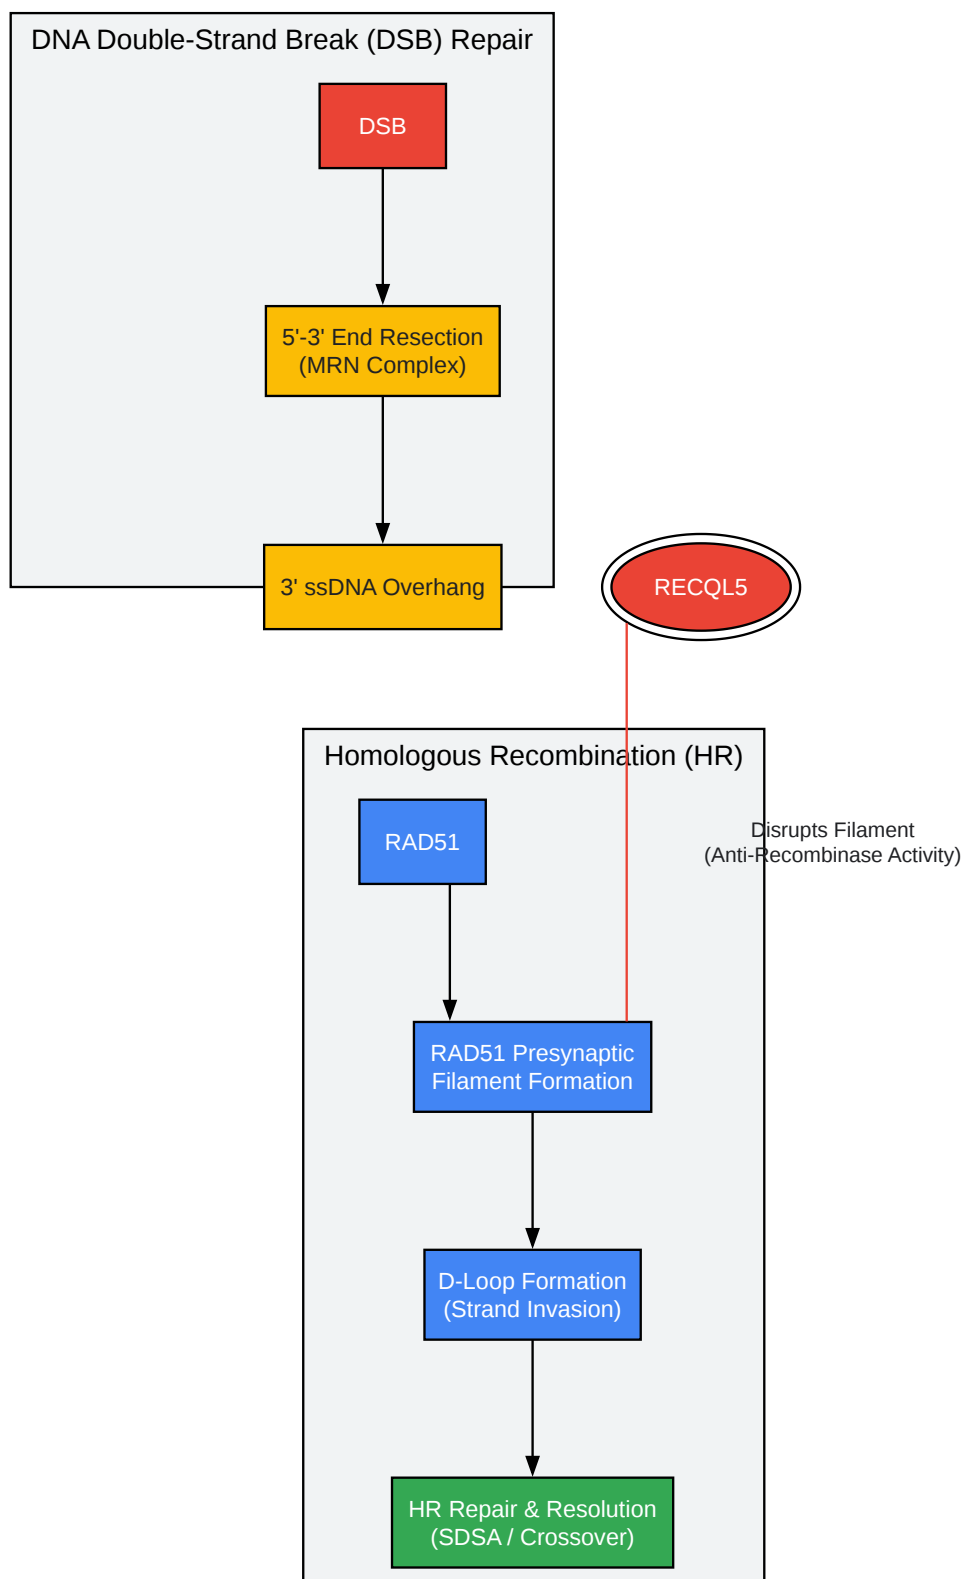 DNA Double-Strand Break (DSB) Repair
DSB
5'-3' End Resection
(MRN Complex)
3' ssDNA Overhang
RECQL5
Homologous Recombination (HR)
RAD51
Disrupts Filament
(Anti-Recombinase Activity)
RAD51 Presynaptic
Filament Formation
D-Loop Formation
(Strand Invasion)
HR Repair & Resolution
(SDSA / Crossover)